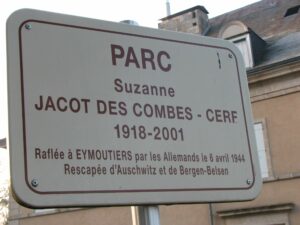 PARC
Suzanne
JACOT DES COMBES - CERF
1918-2001
Raflée à EYMOUTIERS par les Allemands le 6 avril 1944
Rescapée d'Auschwitz et de Bergen-Belsen